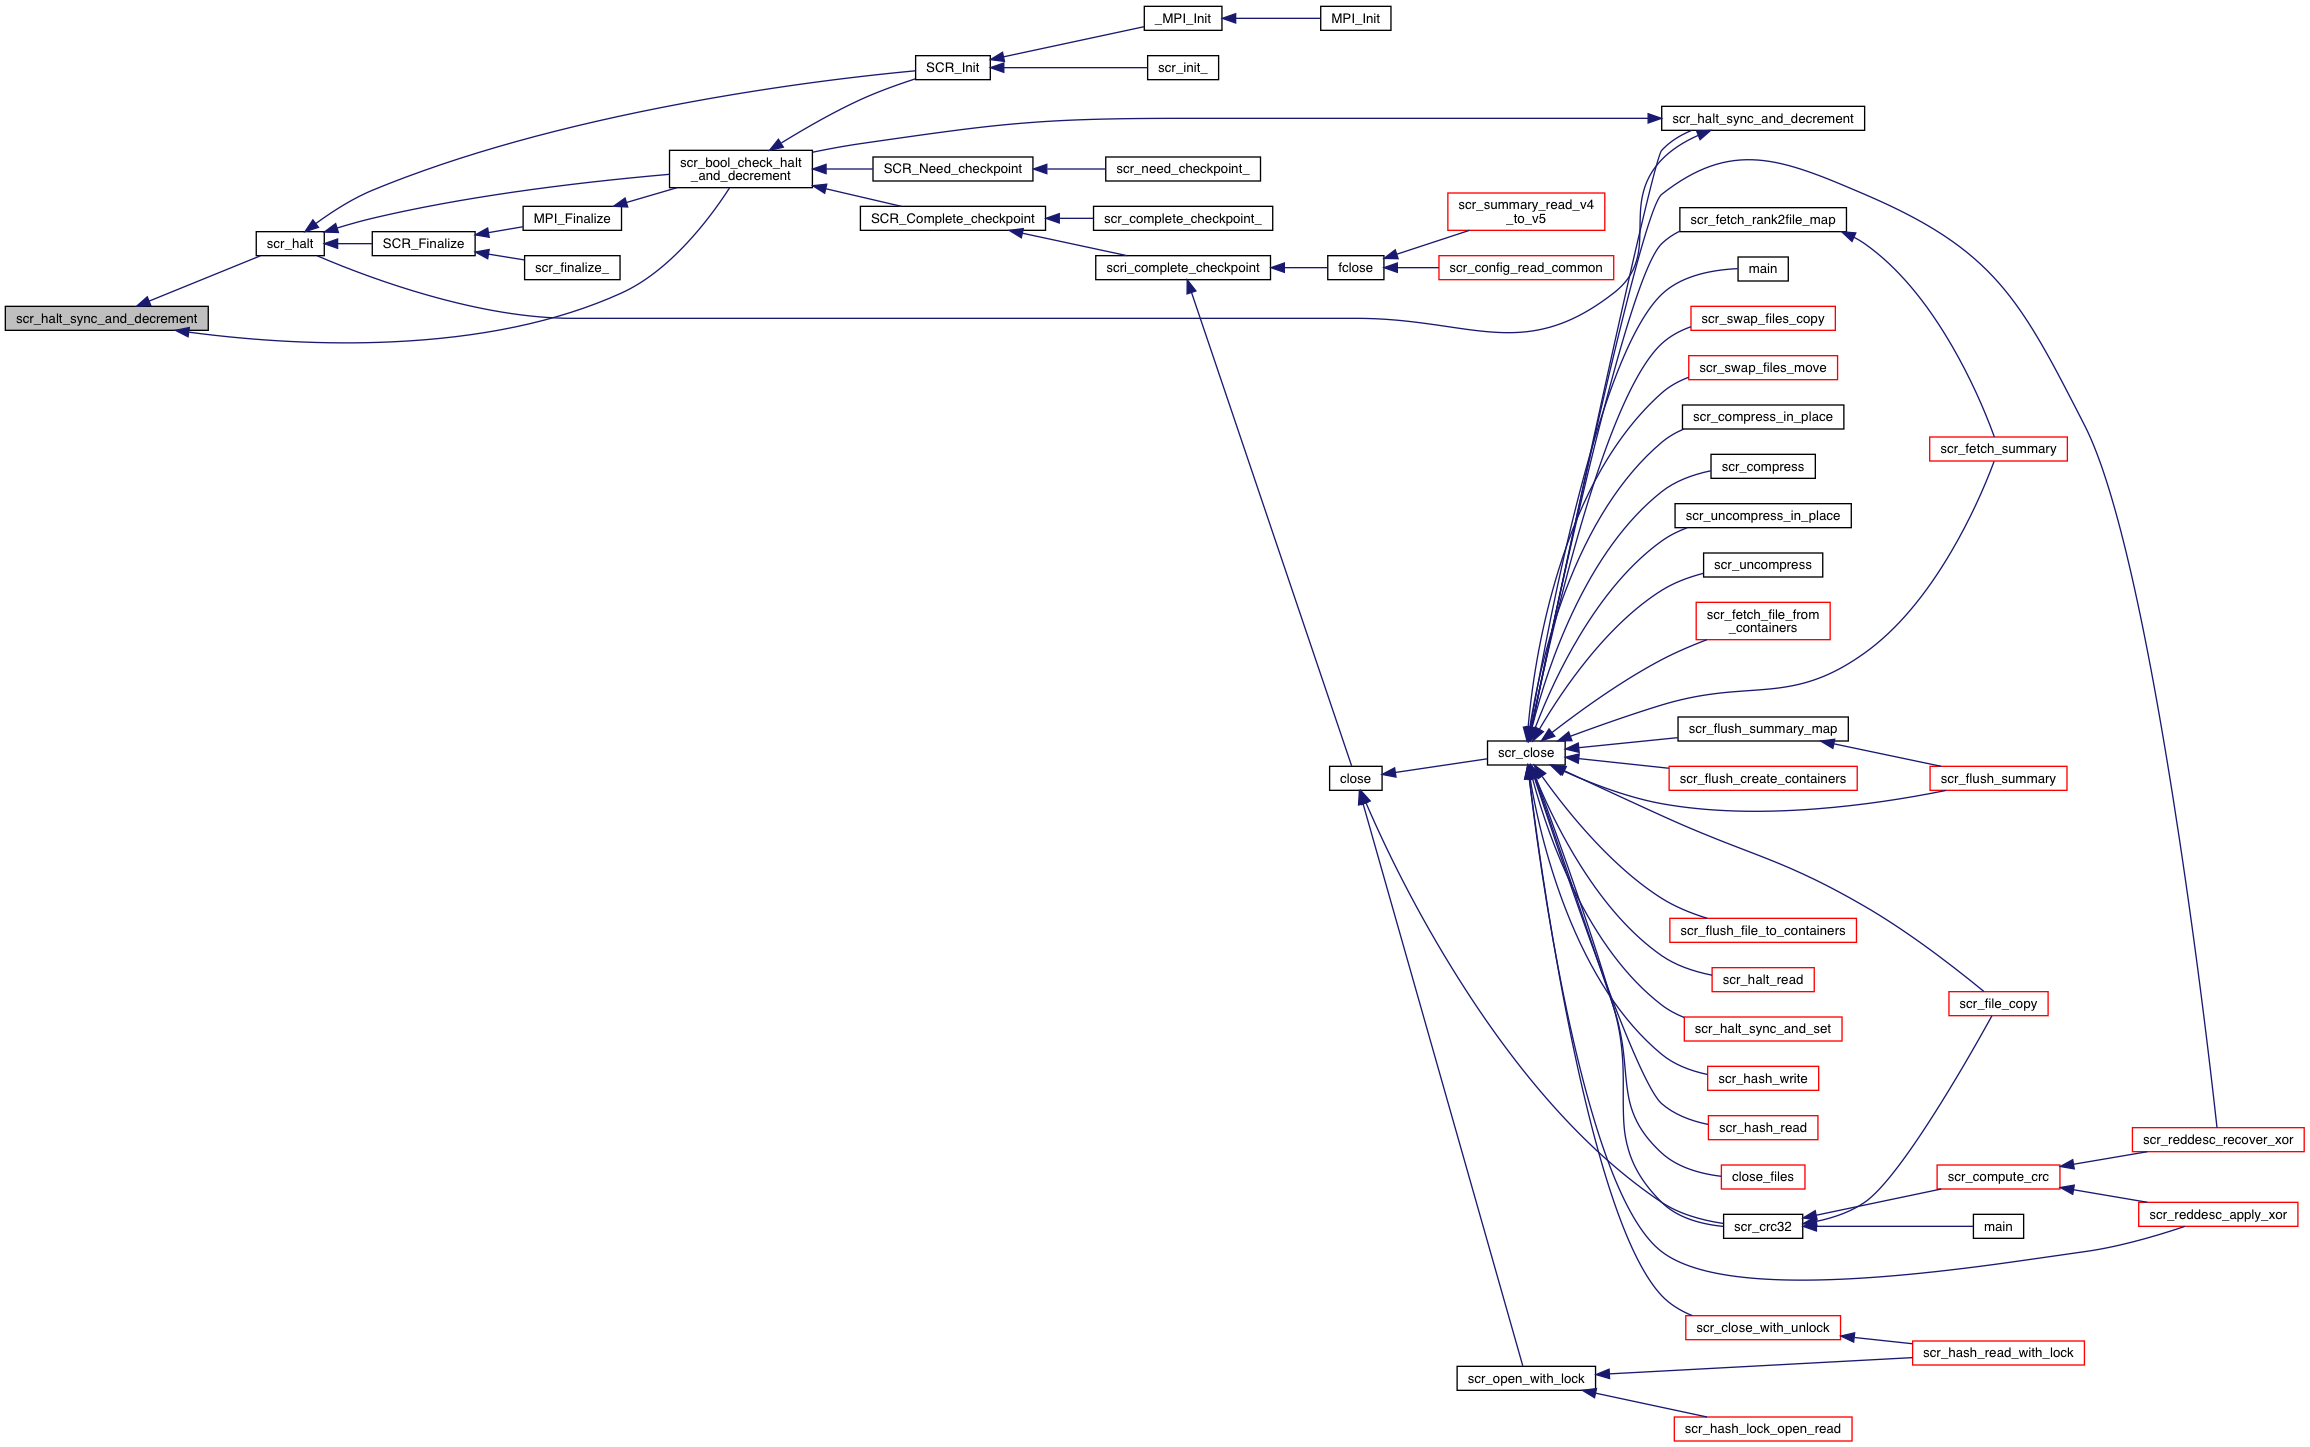 _MPI_Init
MPI_Init
SCR_Init
scr_init_
scr_halt_sync_and_decrement
scr_bool_check_halt
_and_decrement
SCR_Need_checkpoint
scr_need_checkpoint_
MPI_Finalize
SCR_Complete_checkpoint
scr_complete_checkpoint_
scr_summary_read_v4
_to_v5
scr_fetch_rank2file_map
scr_halt
SCR_Finalize
scr_finalize_
scri_complete_checkpoint
fclose
scr_config_read_common
main
scr_halt_sync_and_decrement
scr_swap_files_copy
scr_swap_files_move
scr_compress_in_place
scr_fetch_summary
scr_compress
scr_uncompress_in_place
scr_uncompress
scr_fetch_file_from
_containers
scr_flush_summary_map
scr_close
close
scr_flush_create_containers
scr_flush_summary
scr_flush_file_to_containers
scr_halt_read
scr_file_copy
scr_halt_sync_and_set
scr_hash_write
scr_hash_read
scr_reddesc_recover_xor
close_files
scr_compute_crc
scr_reddesc_apply_xor
scr_crc32
main
scr_close_with_unlock
scr_hash_read_with_lock
scr_open_with_lock
scr_hash_lock_open_read